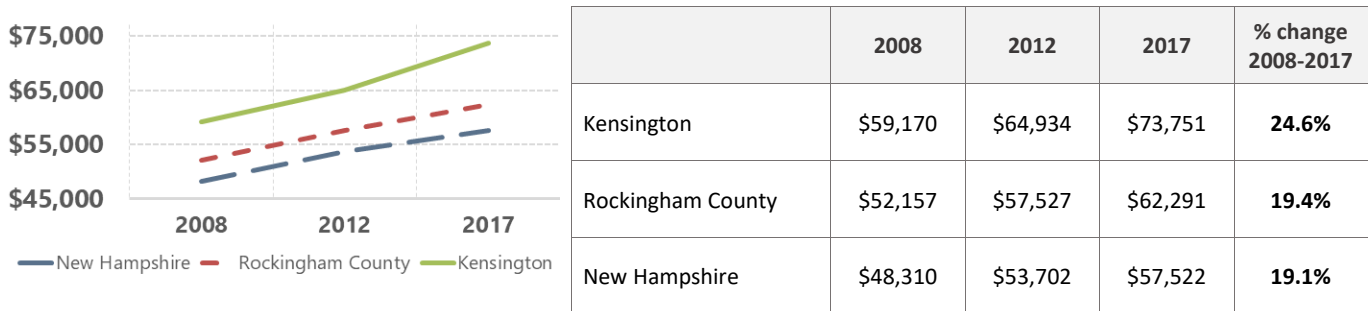 $75,000
$65,000
$55,000
$45,000
2008 2012 2017
New Hampshire Rockingham County Kensington
2008 2012 2017 % change
2008-2017
Kensington $59,170 $64,934 $73,751 24.6%
Rockingham County $52,157 $57,527 $62,291 19.4%
New Hampshire $48,310 $53,702 $57,522 19.1%